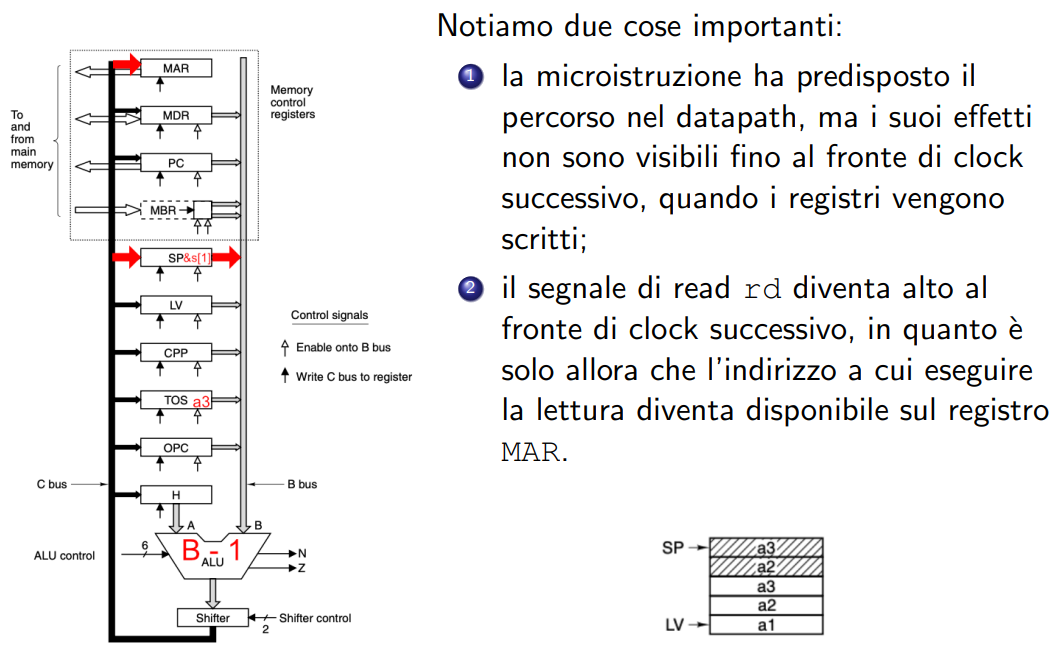 Notiamo due cose importanti:
1 la microistruzione ha predisposto il
percorso nel datapath, ma i suoi effetti
non sono visibili fino al fronte di clock
successivo, quando i registri vengono
scritti;
2 il segnale di read rd diventa alto al
fronte di clock successivo, in quanto è
solo allora che l'indirizzo a cui eseguire
la lettura diventa disponibile sul registro
MAR.
To
and
from
main
memory
MAR
MDR
PC
MBR
Memory
control
registers
SP&s[1]
LV
CPP
TOS a3
OPC
H
Control signals
Enable onto B bus
Write C bus to register
C bus
B bus
A
B
ALU control
6
B - 1
ALU
N
Z
Shifter
Shifter control
2
SP
a3
a2
a3
a2
LV
a1